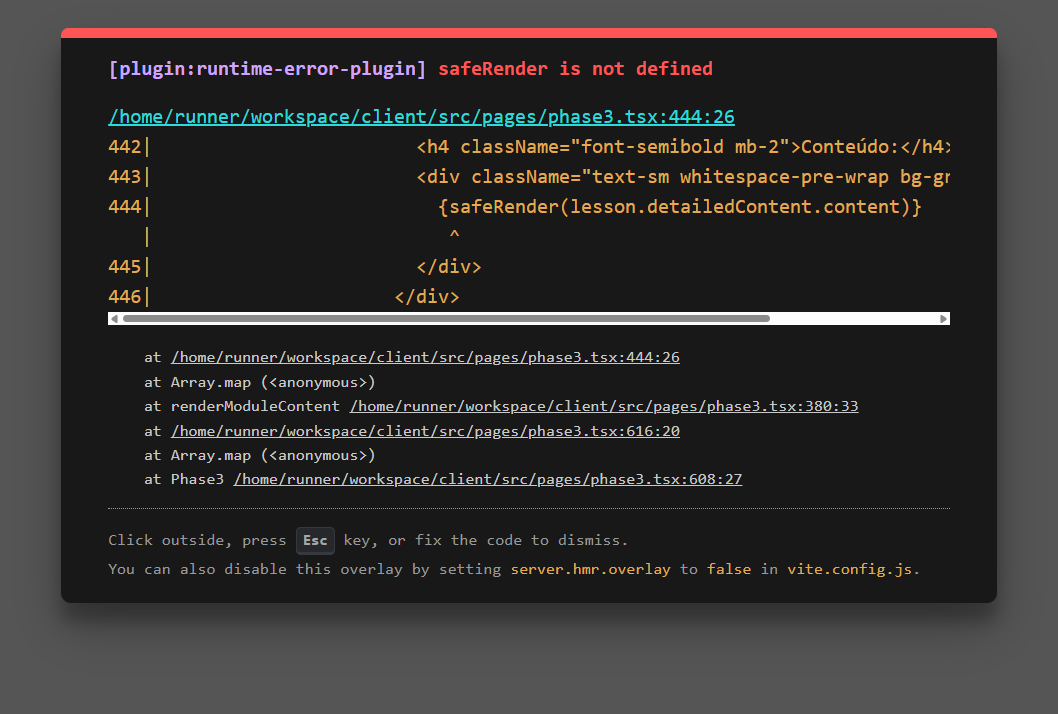 [plugin:runtime-error-plugin] safeRender is not defined
/home/runner/workspace/client/src/pages/phase3.tsx:444:26
442|                        <h4 className="font-semibold mb-2">Conteúdo:</h4>
443|                        <div className="text-sm whitespace-pre-wrap bg-gr
444|                          {safeRender(lesson.detailedContent.content)}
   |                           ^
445|                        </div>
446|                      </div>
at /home/runner/workspace/client/src/pages/phase3.tsx:444:26
at Array.map (<anonymous>)
at renderModuleContent /home/runner/workspace/client/src/pages/phase3.tsx:380:33
at /home/runner/workspace/client/src/pages/phase3.tsx:616:20
at Array.map (<anonymous>)
at Phase3 /home/runner/workspace/client/src/pages/phase3.tsx:608:27
Click outside, press Esc key, or fix the code to dismiss.
You can also disable this overlay by setting server.hmr.overlay to false in vite.config.js.